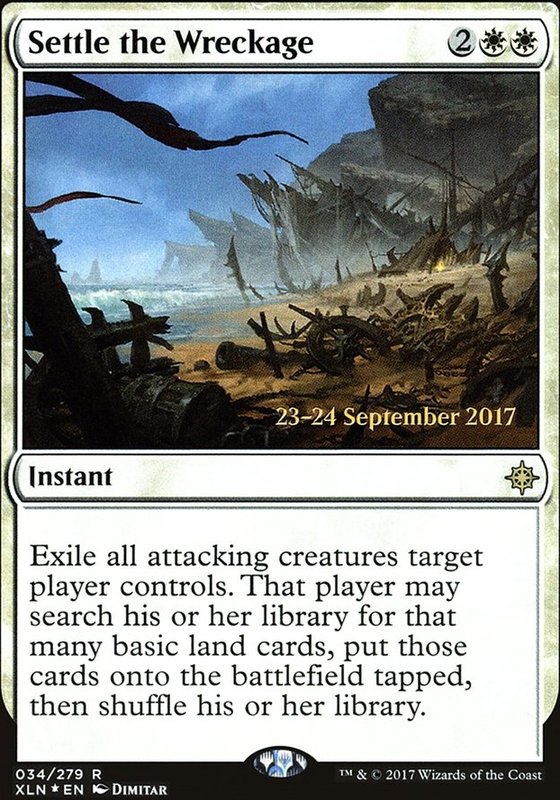 Settle the Wreckage 2
23-24 September 2017
Instant
Exile all attacking creatures target
player controls. That player may
search his or her library for that
many basic land cards, put those
cards onto the battlefield tapped,
then shuffle his or her library.
034/279 R
XLN ★ EN DIMITAR
™ & © 2017 Wizards of the Coast